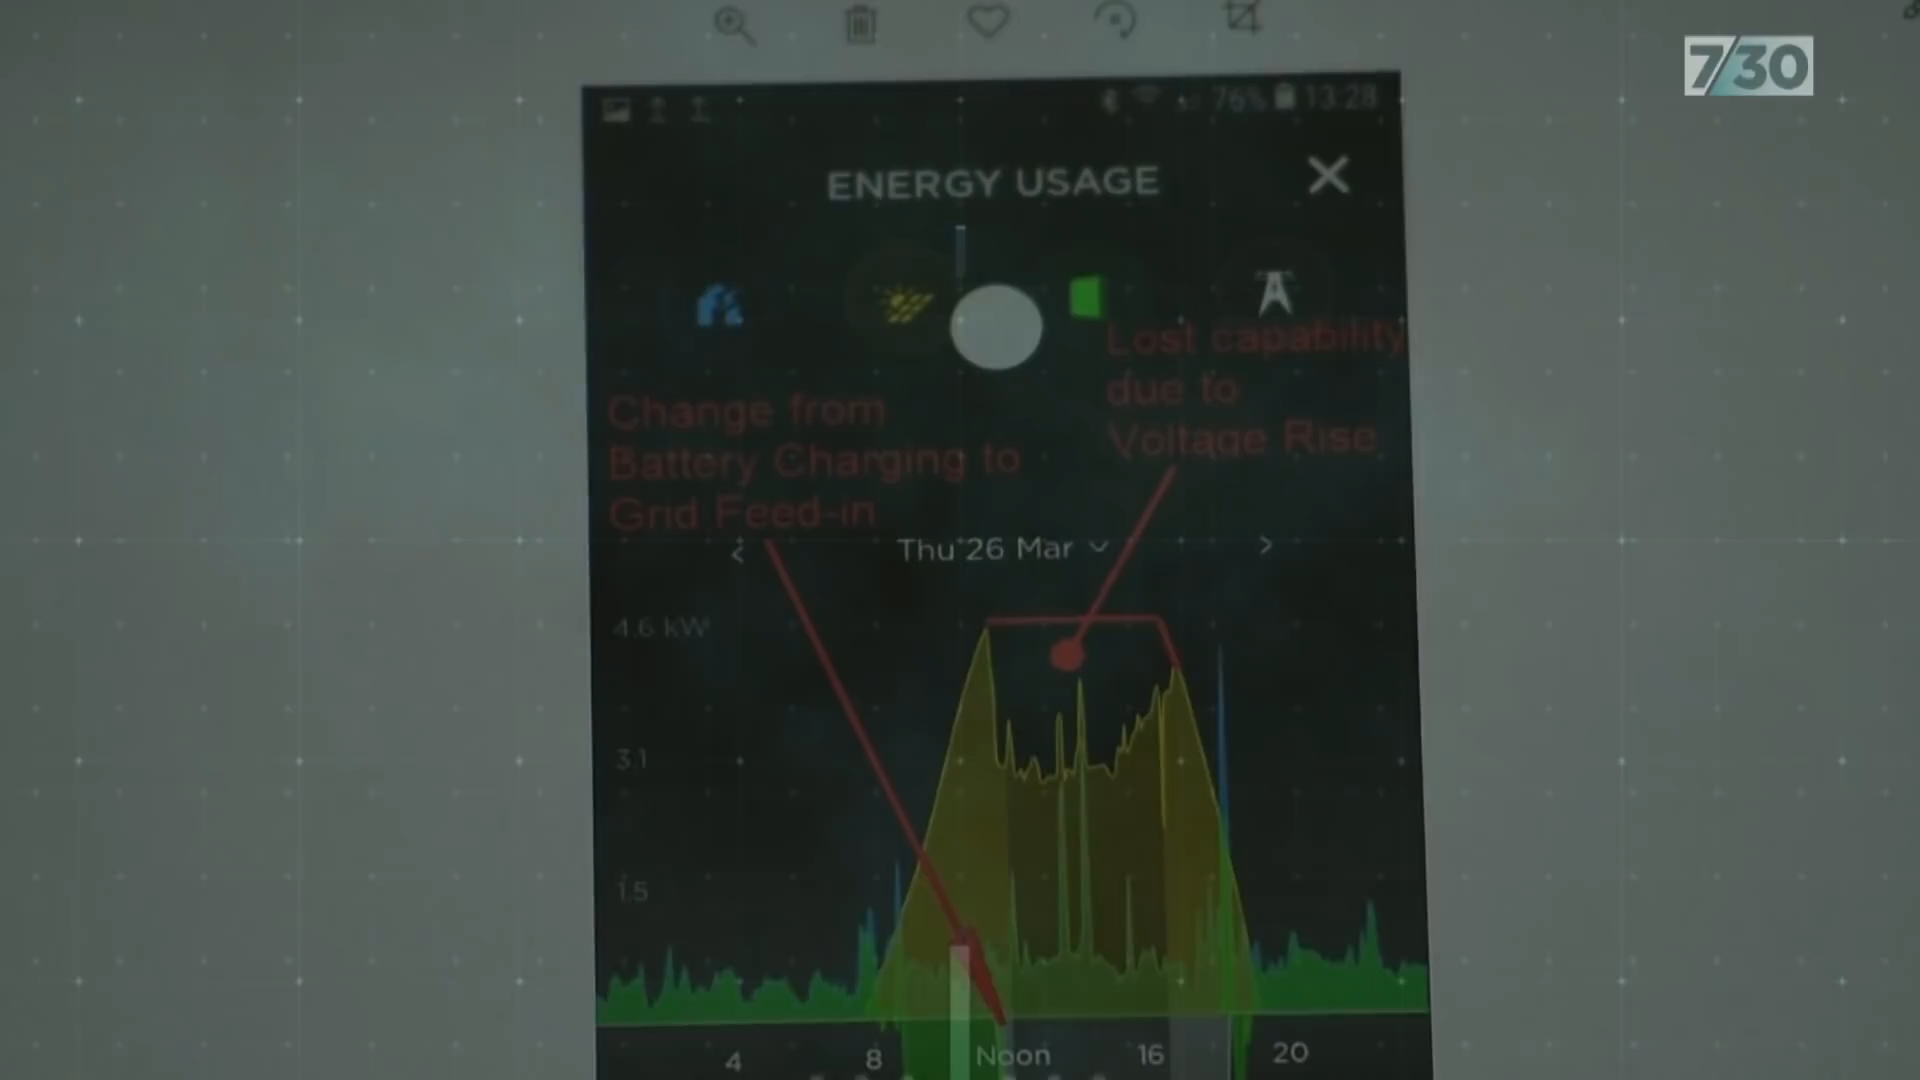 7/30
76% 13:28
ENERGY USAGE
Lost capability
due to
Voltage Rise
Change from
Battery Charging to
Grid Feed-in
Thu 26 Mar
4.6 kW
3.1
1.5
4 8 Noon 16 20